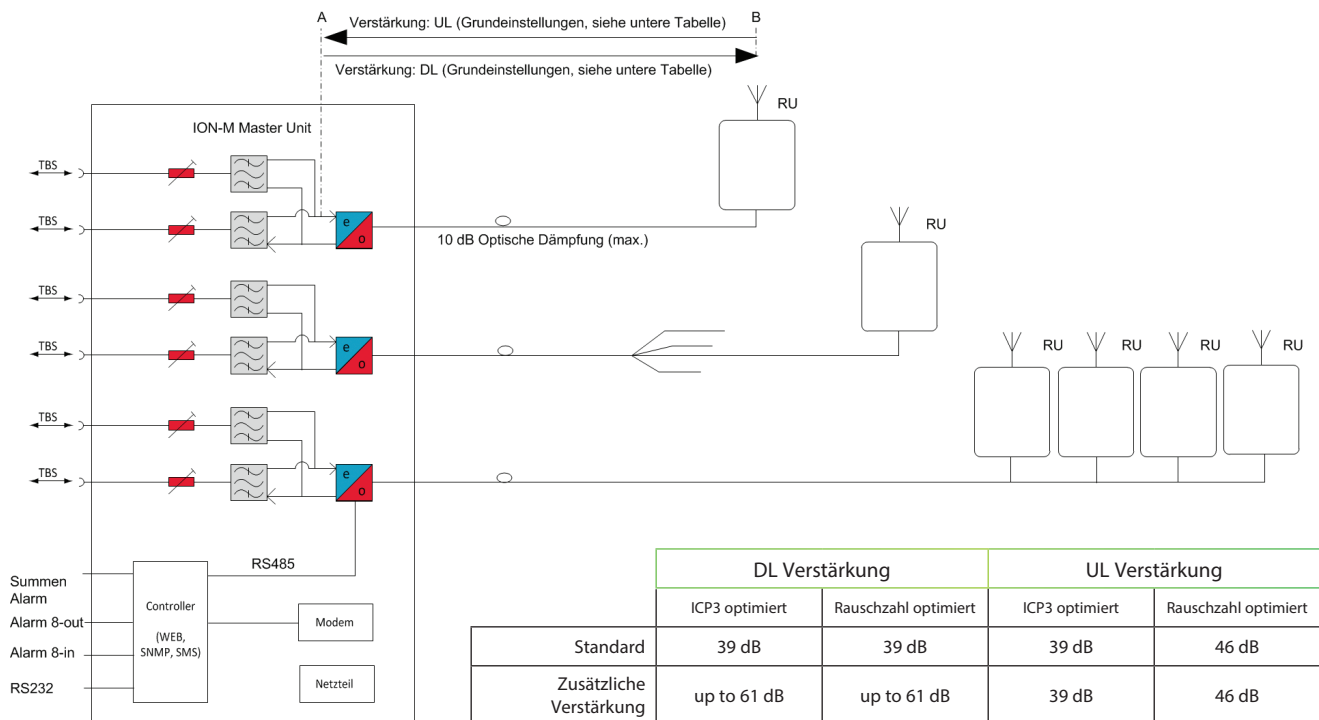 A
B
Verstärkung: UL (Grundeinstellungen, siehe untere Tabelle)
Verstärkung: DL (Grundeinstellungen, siehe untere Tabelle)
RU
ION-M Master Unit
TBS
TBS
e
o
10 dB Optische Dämpfung (max.)
RU
TBS
TBS
e
o
RU
RU
RU
RU
TBS
TBS
e
o
RS485
Summen
Alarm
Alarm 8-out
Alarm 8-in
RS232
Controller
(WEB,
SNMP, SMS)
Modem
Netzteil
DL Verstärkung UL Verstärkung
ICP3 optimiert Rauschzahl optimiert ICP3 optimiert Rauschzahl optimiert
Standard 39 dB 39 dB 39 dB 46 dB
Zusätzliche
Verstärkung up to 61 dB up to 61 dB 39 dB 46 dB